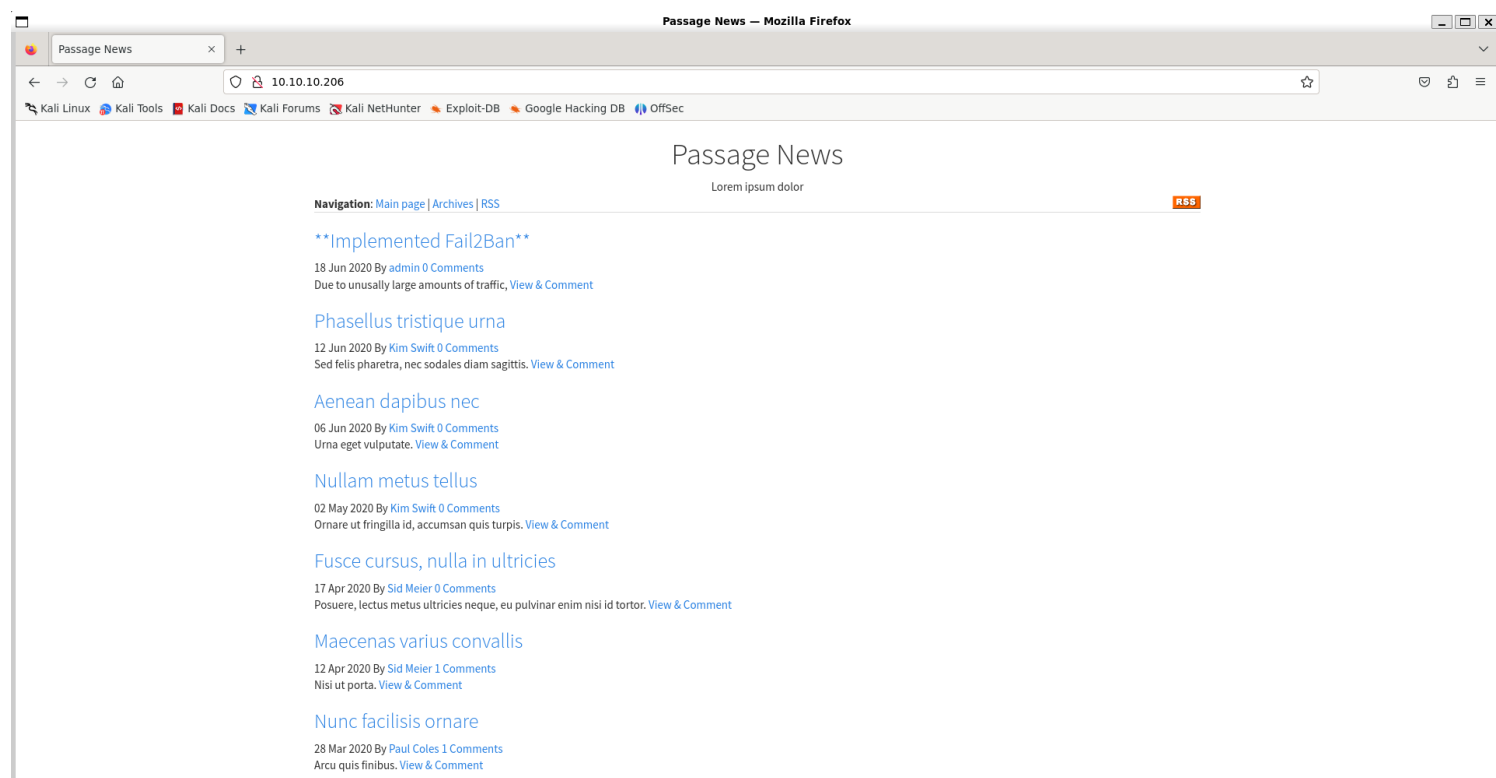 Passage News — Mozilla Firefox
Passage News
10.10.10.206
Kali Linux Kali Tools Kali Docs Kali Forums Kali NetHunter Exploit-DB Google Hacking DB OffSec
Passage News
Lorem ipsum dolor
Navigation: Main page | Archives | RSS RSS
**Implemented Fail2Ban**
18 Jun 2020 By admin 0 Comments
Due to unusally large amounts of traffic, View & Comment
Phasellus tristique urna
12 Jun 2020 By Kim Swift 0 Comments
Sed felis pharetra, nec sodales diam sagittis. View & Comment
Aenean dapibus nec
06 Jun 2020 By Kim Swift 0 Comments
Urna eget vulputate. View & Comment
Nullam metus tellus
02 May 2020 By Kim Swift 0 Comments
Ornare ut fringilla id, accumsan quis turpis. View & Comment
Fusce cursus, nulla in ultricies
17 Apr 2020 By Sid Meier 0 Comments
Posuere, lectus metus ultricies neque, eu pulvinar enim nisi id tortor. View & Comment
Maecenas varius convallis
12 Apr 2020 By Sid Meier 1 Comments
Nisi ut porta. View & Comment
Nunc facilisis ornare
28 Mar 2020 By Paul Coles 1 Comments
Arcu quis finibus. View & Comment